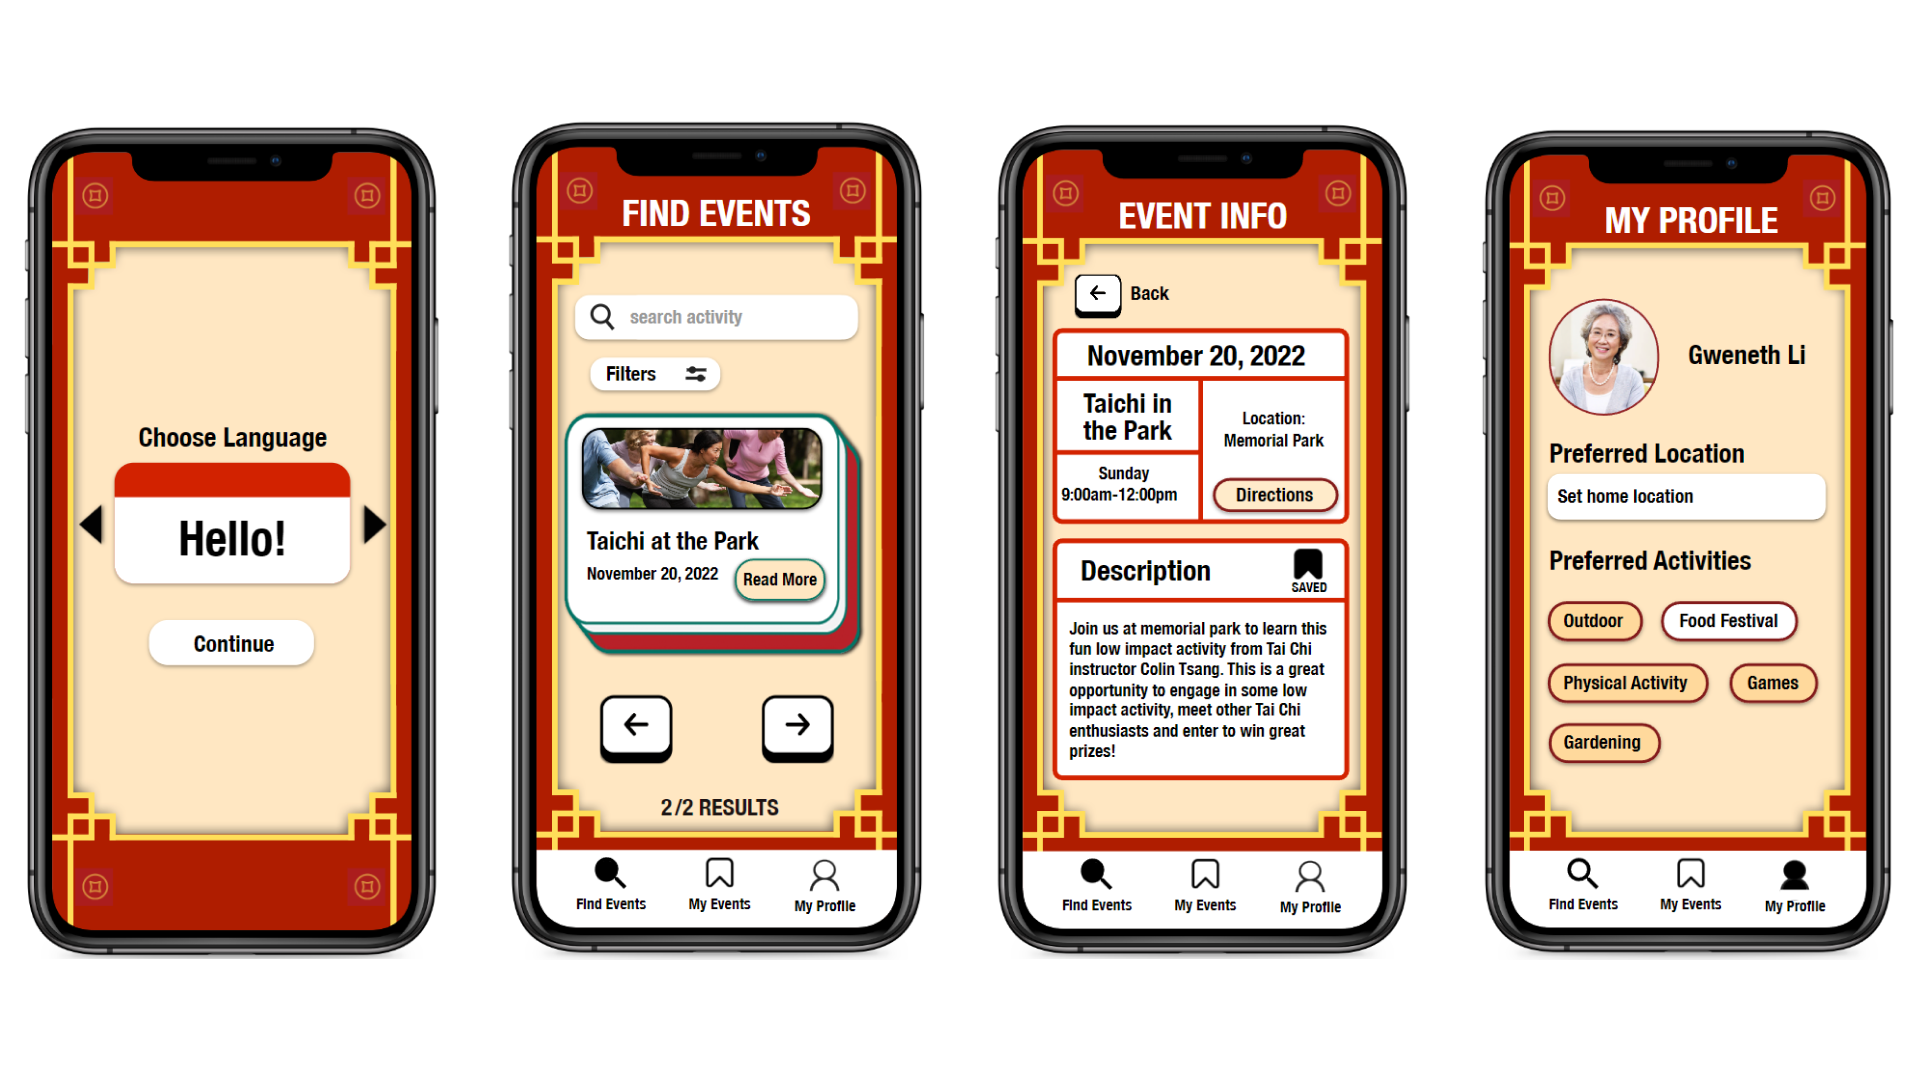 Choose Language
Hello!
Continue
FIND EVENTS
search activity
Filters
Taichi at the Park
November 20, 2022
Read More
2/2 RESULTS
Find Events
My Events
My Profile
EVENT INFO
Back
November 20, 2022
Taichi in
the Park
Sunday
9:00am-12:00pm
Location:
Memorial Park
Directions
Description
SAVED
Join us at memorial park to learn this
fun low impact activity from Tai Chi
instructor Colin Tsang. This is a great
opportunity to engage in some low
impact activity, meet other Tai Chi
enthusiasts and enter to win great
prizes!
Find Events
My Events
My Profile
MY PROFILE
Gweneth Li
Preferred Location
Set home location
Preferred Activities
Outdoor
Food Festival
Physical Activity
Games
Gardening
Find Events
My Events
My Profile